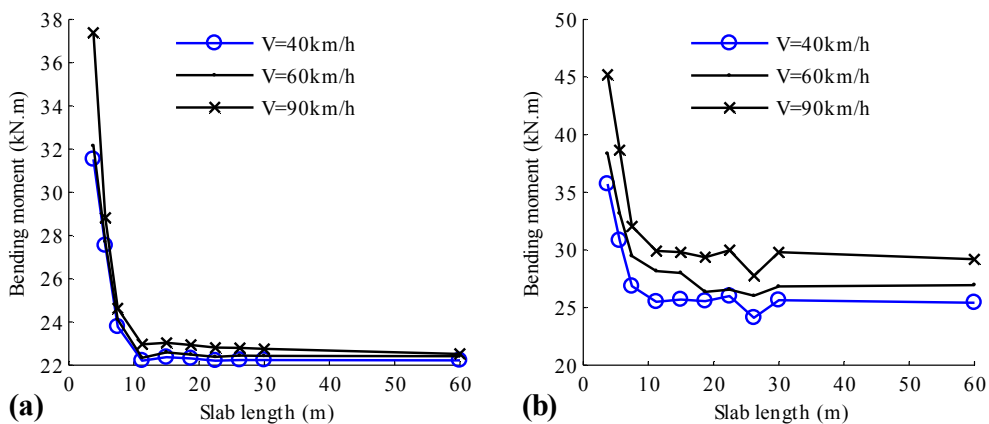 38
36
34
32
30
28
26
24
22
Bending moment (kN.m)
V=40km/h
V=60km/h
V=90km/h
0 10 20 30 40 50 60
Slab length (m)
(a)
50
45
40
35
30
25
20
Bending moment (kN.m)
V=40km/h
V=60km/h
V=90km/h
0 10 20 30 40 50 60
Slab length (m)
(b)